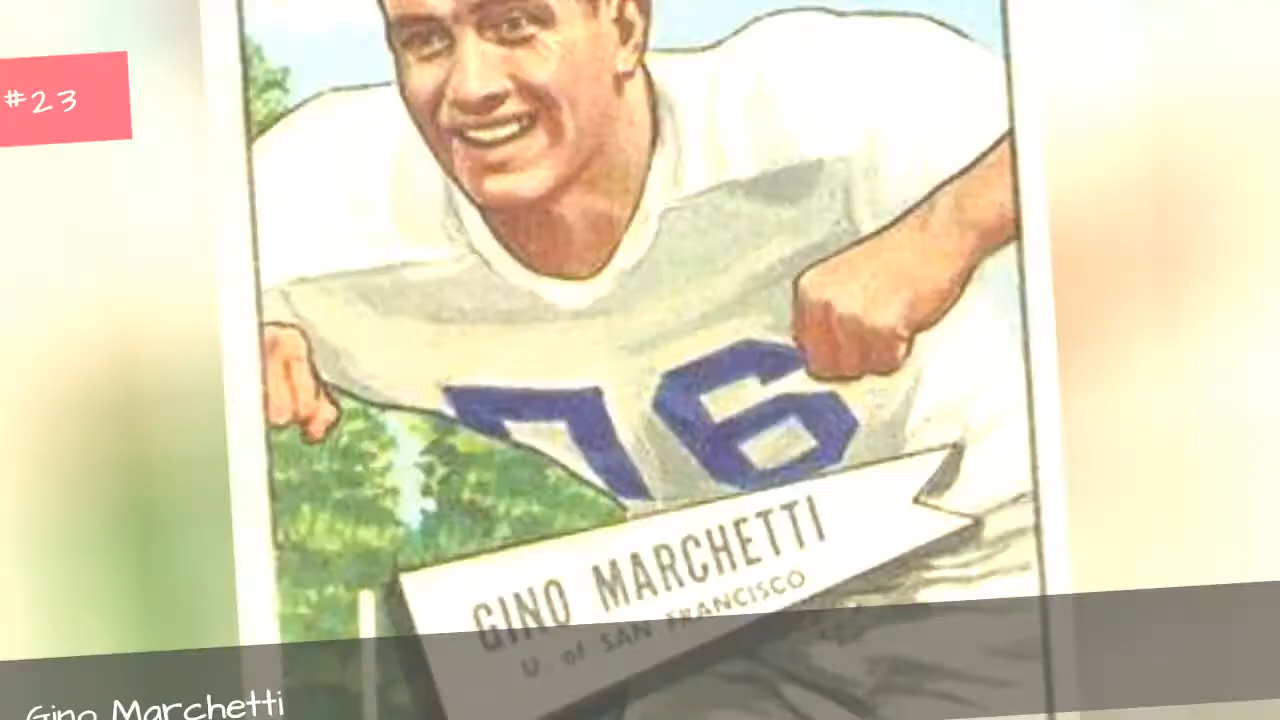 #23
76
GINO MARCHETTI
U. of SAN FRANCISCO
Gino Marchetti